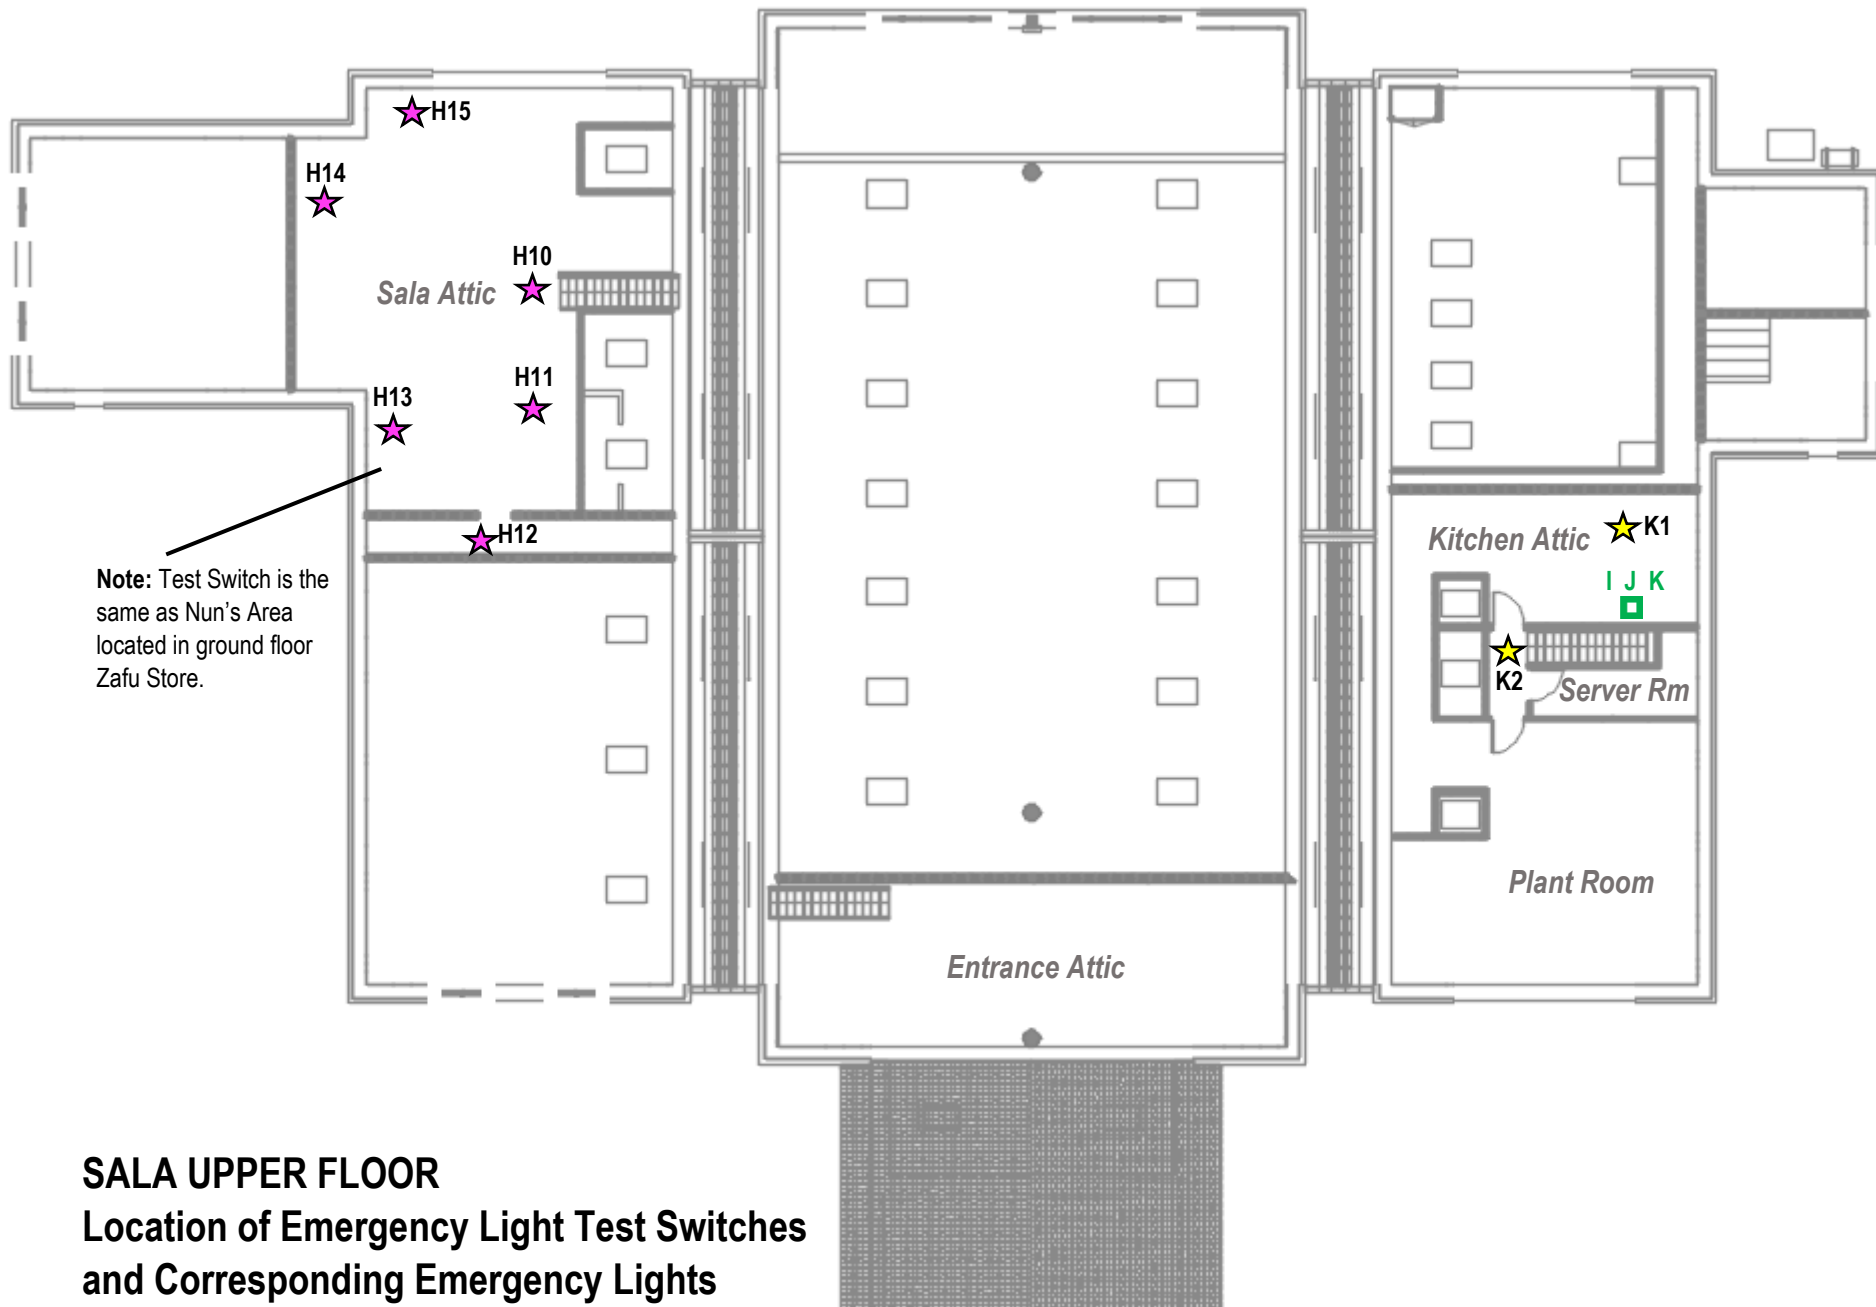 H15
H14
H10
Sala Attic
H11
H13
H12
Note: Test Switch is the
same as Nun's Area
located in ground floor
Zafu Store.
K1
Kitchen Attic
I J K
K2
Server Rm
Plant Room
Entrance Attic
SALA UPPER FLOOR
Location of Emergency Light Test Switches
and Corresponding Emergency Lights